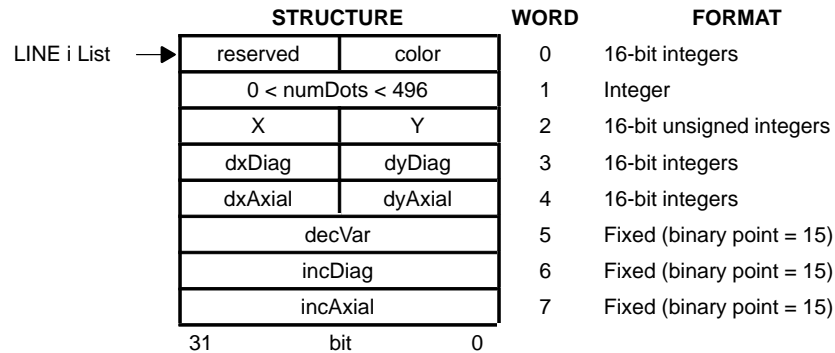 STRUCTURE WORD FORMAT
LINE i List reserved color 0 16-bit integers
0 < numDots < 496 1 Integer
X Y 2 16-bit unsigned integers
dxDiag dyDiag 3 16-bit integers
dxAxial dyAxial 4 16-bit integers
decVar 5 Fixed (binary point = 15)
incDiag 6 Fixed (binary point = 15)
incAxial 7 Fixed (binary point = 15)
31 bit 0